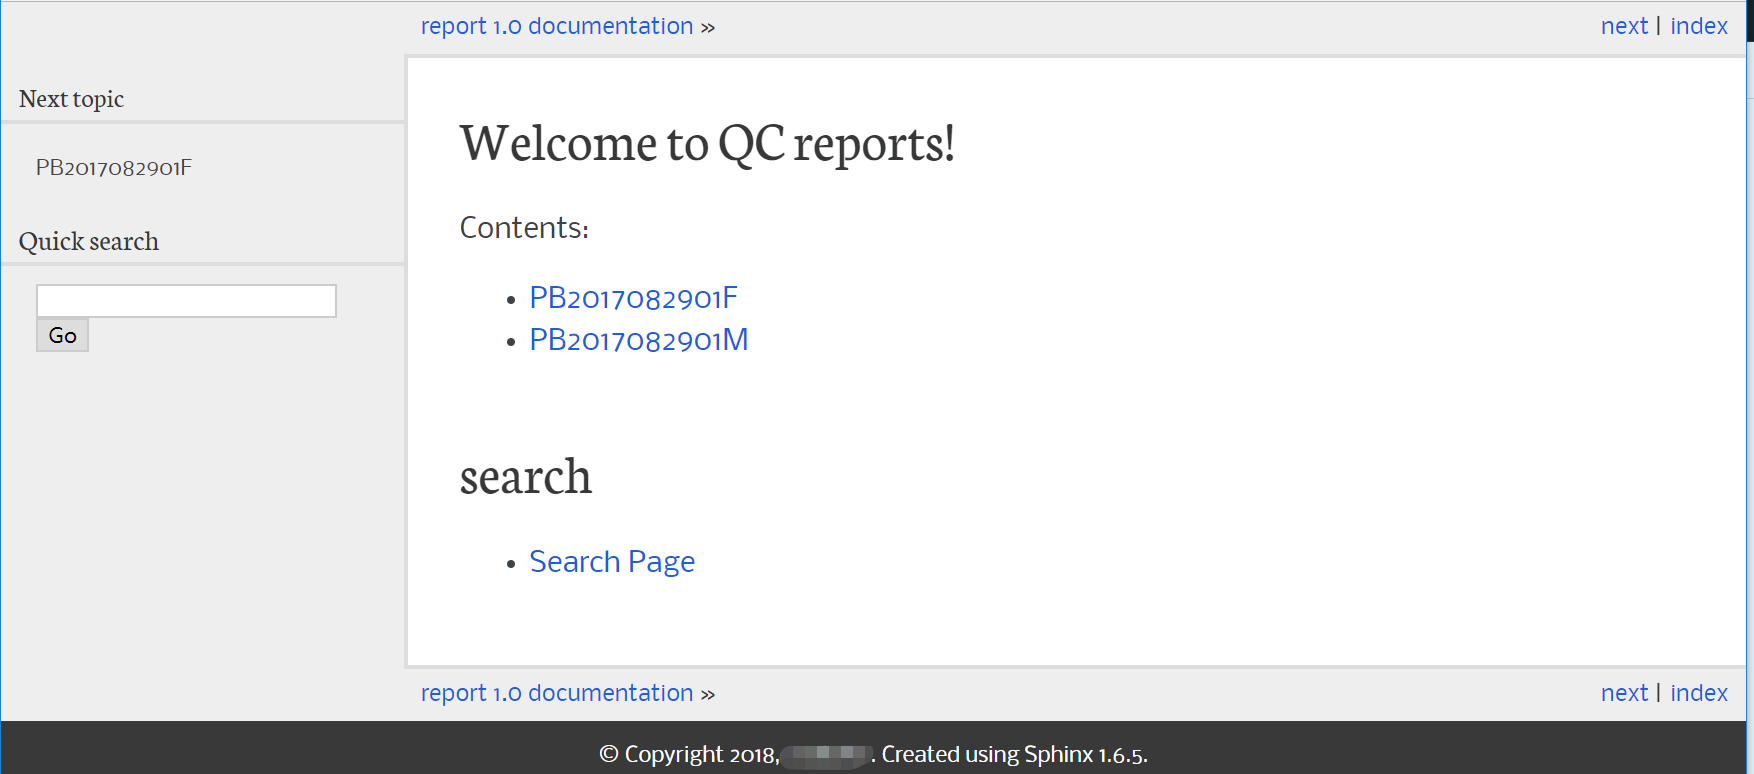 report 1.0 documentation »
next | index
Next topic
PB2017082901F
Quick search
Go
Welcome to QC reports!
Contents:
• PB2017082901F
• PB2017082901M
search
• Search Page
report 1.0 documentation »
next | index
© Copyright 2018, . Created using Sphinx 1.6.5.